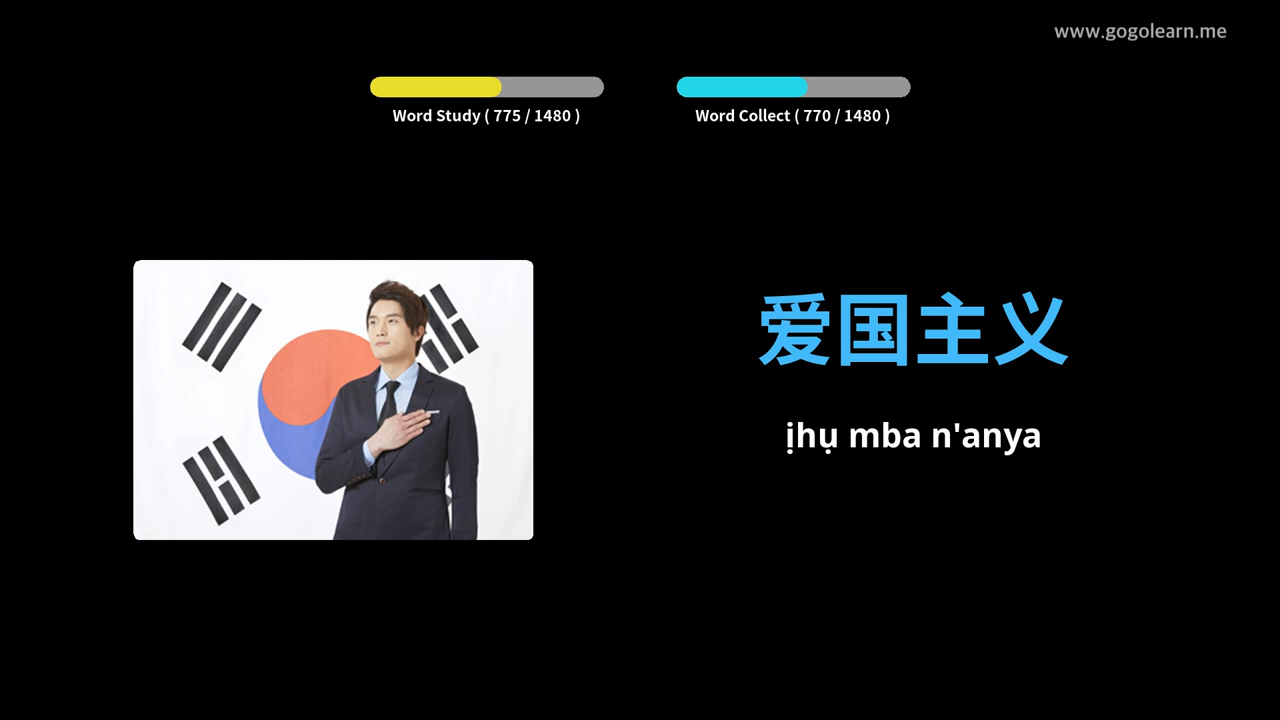 www.gogolearn.me
Word Study ( 775 / 1480 )
Word Collect ( 770 / 1480 )
爱国主义
ịhụ mba n'anya